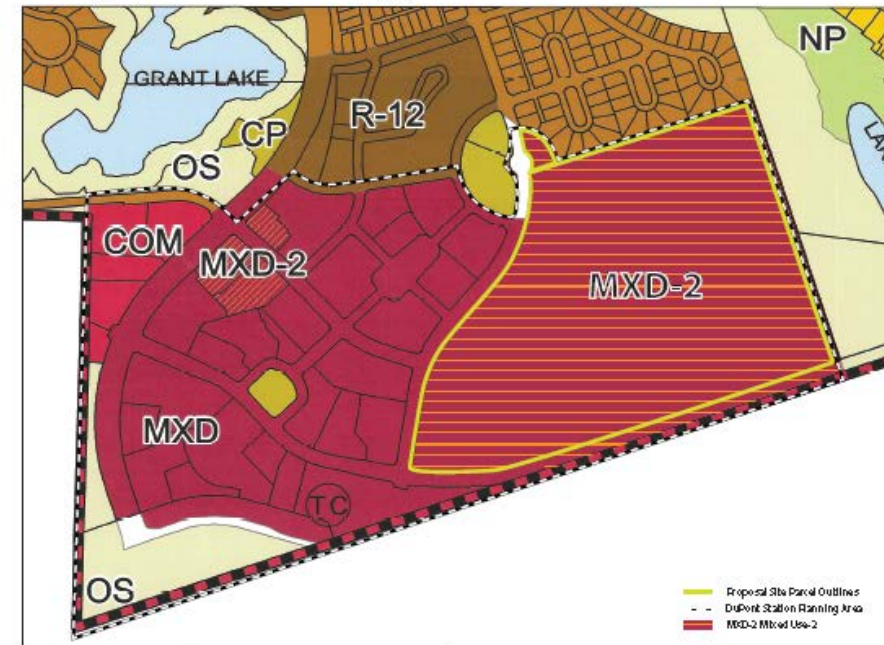 NP
GRANT LAKE
R-12
CP
OS
COM
MXD-2
MXD-2
MXD
TC
OS
Proposal Site Parcel Outlines
DuPont Station Planning Area
MXD-2 Mixed Use-2